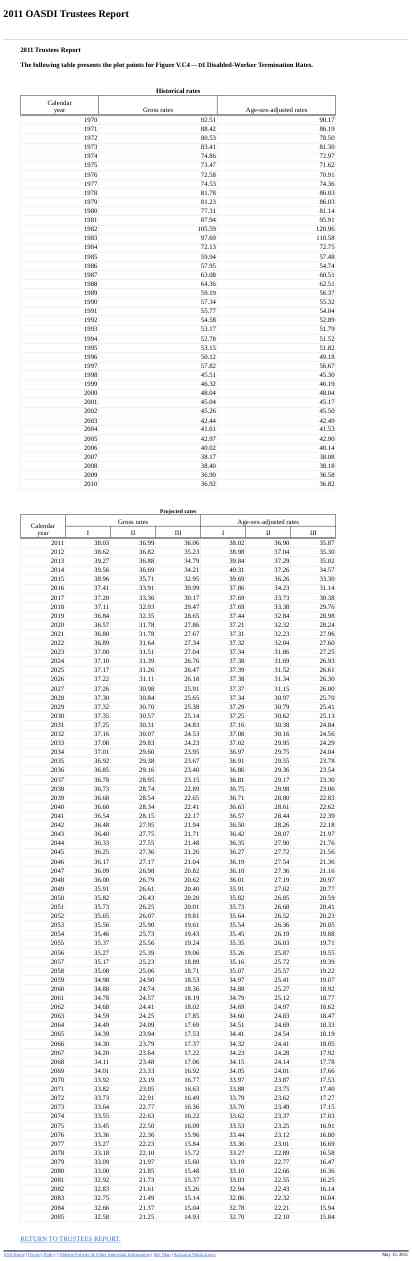 2011 OASDI Trustees Report
2011 Trustees Report
The following table presents the plot points for Figure V.C4 — DI Disabled-Worker Termination Rates.
Historical rates
Calendar year Gross rates Age-sex-adjusted rates
1970 92.51 90.17
1971 88.42 86.19
1972 80.53 78.50
1973 83.41 81.30
1974 74.86 72.97
1975 73.47 71.62
1976 72.58 70.91
1977 74.53 74.36
1978 81.78 86.03
1979 81.23 86.03
1980 77.31 81.14
1981 87.94 95.91
1982 105.59 120.96
1983 97.69 110.58
1984 72.13 72.75
1985 59.94 57.48
1986 57.95 54.74
1987 63.08 60.51
1988 64.36 62.51
1989 59.19 56.37
1990 57.34 55.32
1991 55.77 54.04
1992 54.58 52.89
1993 53.17 51.79
1994 52.78 51.52
1995 53.15 51.82
1996 50.12 49.18
1997 57.82 56.67
1998 45.51 45.30
1999 46.32 46.19
2000 48.04 48.04
2001 45.04 45.17
2002 45.26 45.50
2003 42.44 42.40
2004 41.61 41.53
2005 42.97 42.90
2006 40.02 40.14
2007 38.17 38.08
2008 38.40 38.18
2009 36.90 36.58
2010 36.92 36.82
Projected rates
Calendar year Gross rates Age-sex-adjusted rates
I II III I II III
2011 38.03 36.99 36.06 38.02 36.90 35.87
2012 38.62 36.82 35.23 38.98 37.04 35.30
2013 39.27 36.88 34.79 39.84 37.29 35.02
2014 39.56 36.69 34.21 40.31 37.26 34.57
2015 38.96 35.71 32.95 39.69 36.26 33.30
2016 37.41 33.91 30.99 37.86 34.23 31.14
2017 37.20 33.36 30.17 37.69 33.73 30.38
2018 37.11 32.93 29.47 37.69 33.38 29.76
2019 36.84 32.35 28.65 37.44 32.84 28.98
2020 36.57 31.78 27.86 37.21 32.32 28.24
2021 36.80 31.78 27.67 37.31 32.23 27.96
2022 36.89 31.64 27.34 37.32 32.04 27.60
2023 37.00 31.51 27.04 37.34 31.86 27.25
2024 37.10 31.39 26.76 37.38 31.69 26.93
2025 37.17 31.26 26.47 37.39 31.52 26.61
2026 37.22 31.11 26.18 37.38 31.34 26.30
2027 37.26 30.98 25.91 37.37 31.15 26.00
2028 37.30 30.84 25.65 37.34 30.97 25.70
2029 37.32 30.70 25.38 37.29 30.79 25.41
2030 37.35 30.57 25.14 37.25 30.62 25.13
2031 37.25 30.31 24.83 37.16 30.38 24.84
2032 37.16 30.07 24.53 37.08 30.16 24.56
2033 37.08 29.83 24.23 37.02 29.95 24.29
2034 37.01 29.60 23.95 36.97 29.75 24.04
2035 36.92 29.38 23.67 36.91 29.55 23.78
2036 36.85 29.16 23.40 36.86 29.36 23.54
2037 36.78 28.95 23.15 36.81 29.17 23.30
2038 36.73 28.74 22.89 36.75 28.98 23.06
2039 36.68 28.54 22.65 36.71 28.80 22.83
2040 36.60 28.34 22.41 36.63 28.61 22.62
2041 36.54 28.15 22.17 36.57 28.44 22.39
2042 36.48 27.95 21.94 36.50 28.26 22.18
2043 36.40 27.75 21.71 36.42 28.07 21.97
2044 36.33 27.55 21.48 36.35 27.90 21.76
2045 36.25 27.36 21.26 36.27 27.72 21.56
2046 36.17 27.17 21.04 36.19 27.54 21.36
2047 36.09 26.98 20.82 36.10 27.36 21.16
2048 36.00 26.79 20.62 36.01 27.19 20.97
2049 35.91 26.61 20.40 35.91 27.02 20.77
2050 35.82 26.43 20.20 35.82 26.85 20.59
2051 35.73 26.25 20.01 35.73 26.68 20.41
2052 35.65 26.07 19.81 35.64 26.52 20.23
2053 35.56 25.90 19.61 35.54 26.36 20.05
2054 35.46 25.73 19.43 35.45 26.19 19.88
2055 35.37 25.56 19.24 35.35 26.03 19.71
2056 35.27 25.39 19.06 35.26 25.87 19.55
2057 35.17 25.23 18.89 35.16 25.72 19.39
2058 35.08 25.06 18.71 35.07 25.57 19.22
2059 34.98 24.90 18.53 34.97 25.41 19.07
2060 34.88 24.74 18.36 34.88 25.27 18.92
2061 34.78 24.57 18.19 34.79 25.12 18.77
2062 34.68 24.41 18.02 34.69 24.97 18.62
2063 34.59 24.25 17.85 34.60 24.83 18.47
2064 34.49 24.09 17.69 34.51 24.69 18.33
2065 34.39 23.94 17.53 34.41 24.54 18.19
2066 34.30 23.79 17.37 34.32 24.41 18.05
2067 34.20 23.64 17.22 34.23 24.28 17.92
2068 34.11 23.48 17.06 34.15 24.14 17.78
2069 34.01 23.33 16.92 34.05 24.01 17.66
2070 33.92 23.19 16.77 33.97 23.87 17.53
2071 33.82 23.05 16.63 33.88 23.75 17.40
2072 33.73 22.91 16.49 33.79 23.62 17.27
2073 33.64 22.77 16.36 33.70 23.49 17.15
2074 33.55 22.63 16.22 33.62 23.37 17.03
2075 33.45 22.50 16.09 33.53 23.25 16.91
2076 33.36 22.36 15.96 33.44 23.12 16.80
2077 33.27 22.23 15.84 33.36 23.01 16.69
2078 33.18 22.10 15.72 33.27 22.89 16.58
2079 33.09 21.97 15.60 33.19 22.77 16.47
2080 33.00 21.85 15.48 33.10 22.66 16.36
2081 32.92 21.73 15.37 33.03 22.55 16.25
2082 32.83 21.61 15.26 32.94 22.43 16.14
2083 32.75 21.49 15.14 32.86 22.32 16.04
2084 32.66 21.37 15.04 32.78 22.21 15.94
2085 32.58 21.25 14.93 32.70 22.10 15.84
RETURN TO TRUSTEES REPORT.